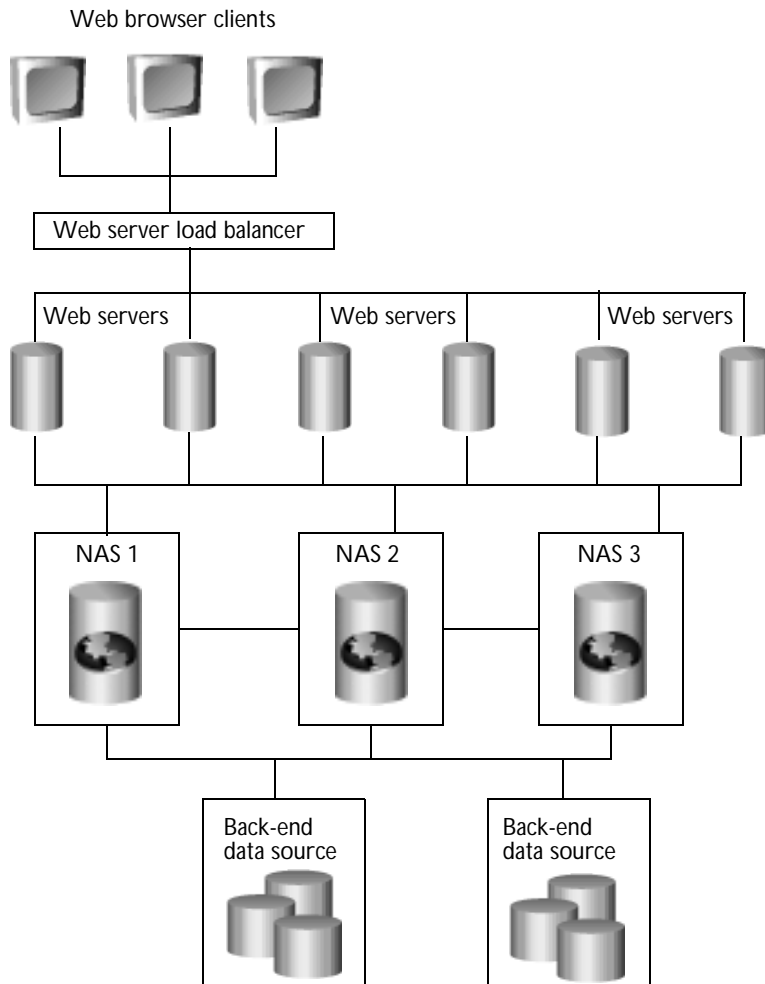 Web browser clients
Web server load balancer
Web servers
Web servers
Web servers
NAS 1
NAS 2
NAS 3
Back-end
data source
Back-end
data source